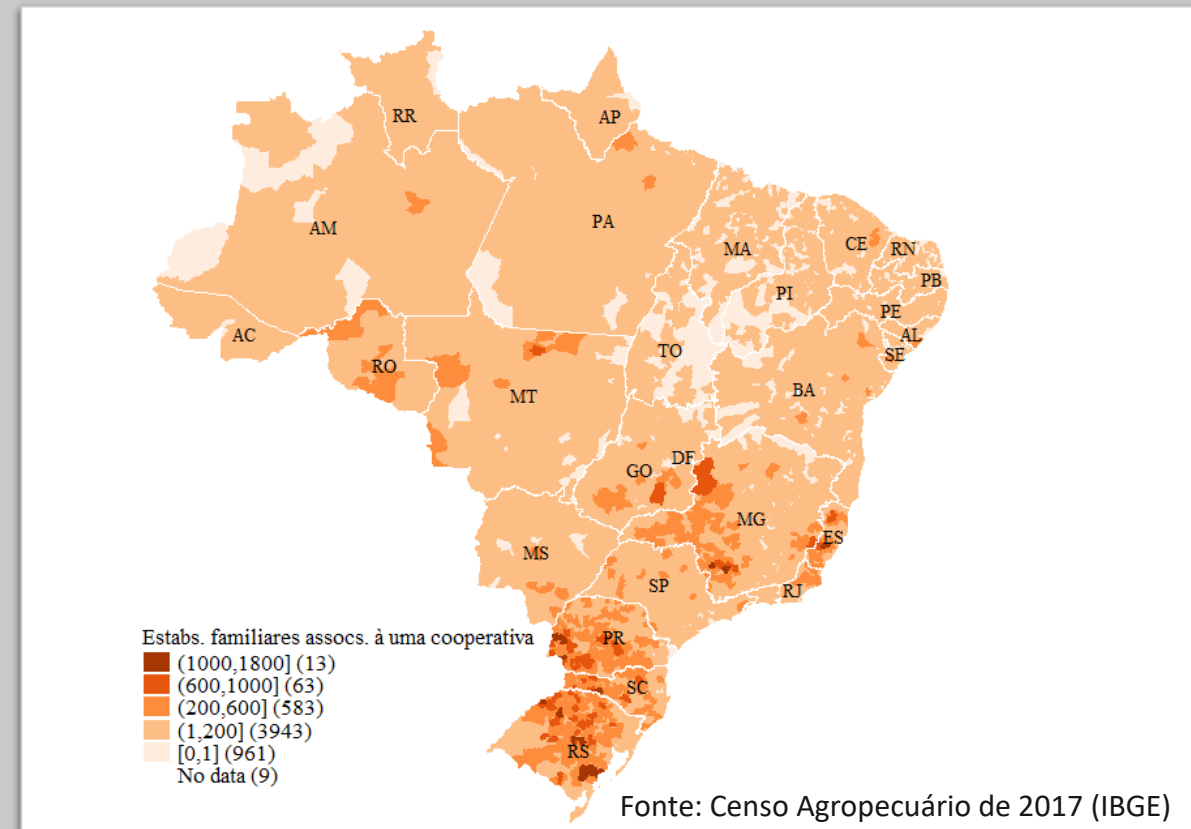 RR
AP
AM
PA
MA
CE
RN
PB
PI
PE
AL
SE
AC
RO
TO
MT
BA
GO
DF
MG
ES
MS
SP
RJ
PR
SC
RS
Estabs. familiares assocs. à uma cooperativa
(1000,1800] (13)
(600,1000] (63)
(200,600] (583)
(1,200] (3943)
[0,1] (961)
No data (9)
Fonte: Censo Agropecuário de 2017 (IBGE)